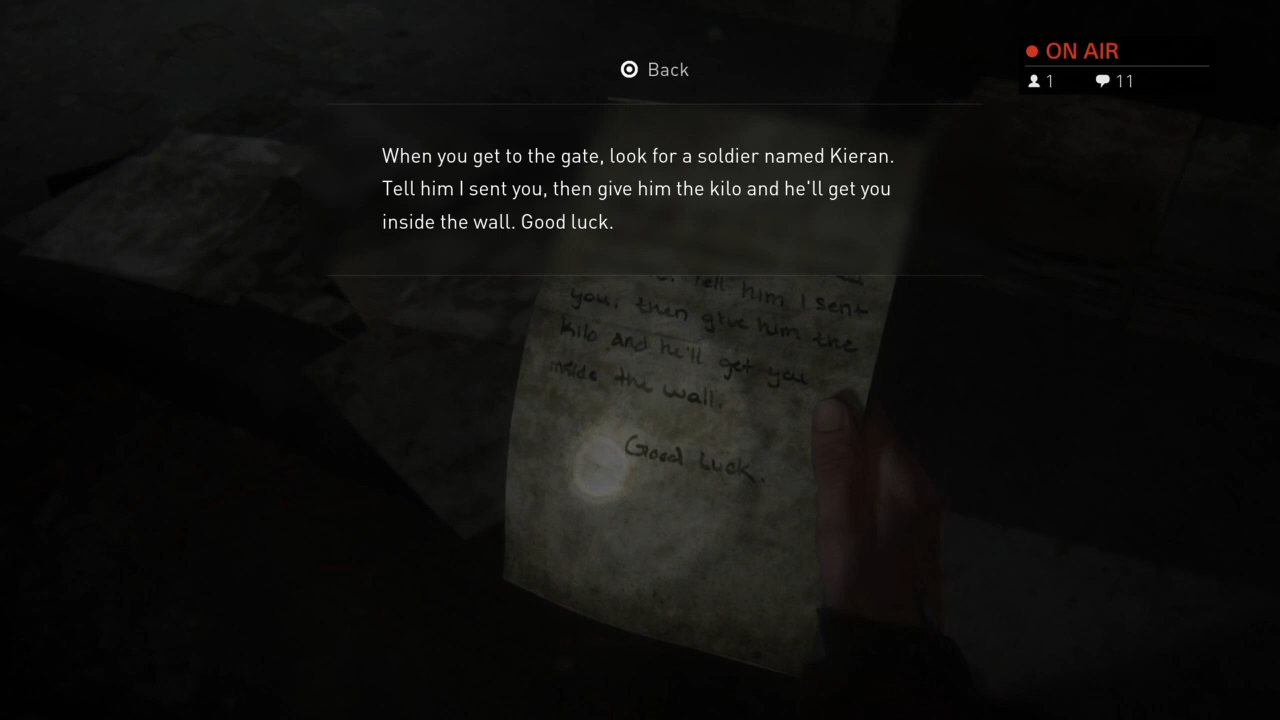 ON AIR
1 11
Back
When you get to the gate, look for a soldier named Kieran.
Tell him I sent you, then give him the kilo and he'll get you
inside the wall. Good luck.
Tell him I sent
you, then give him the
kilo and he'll get you
inside the wall.
Good Luck.